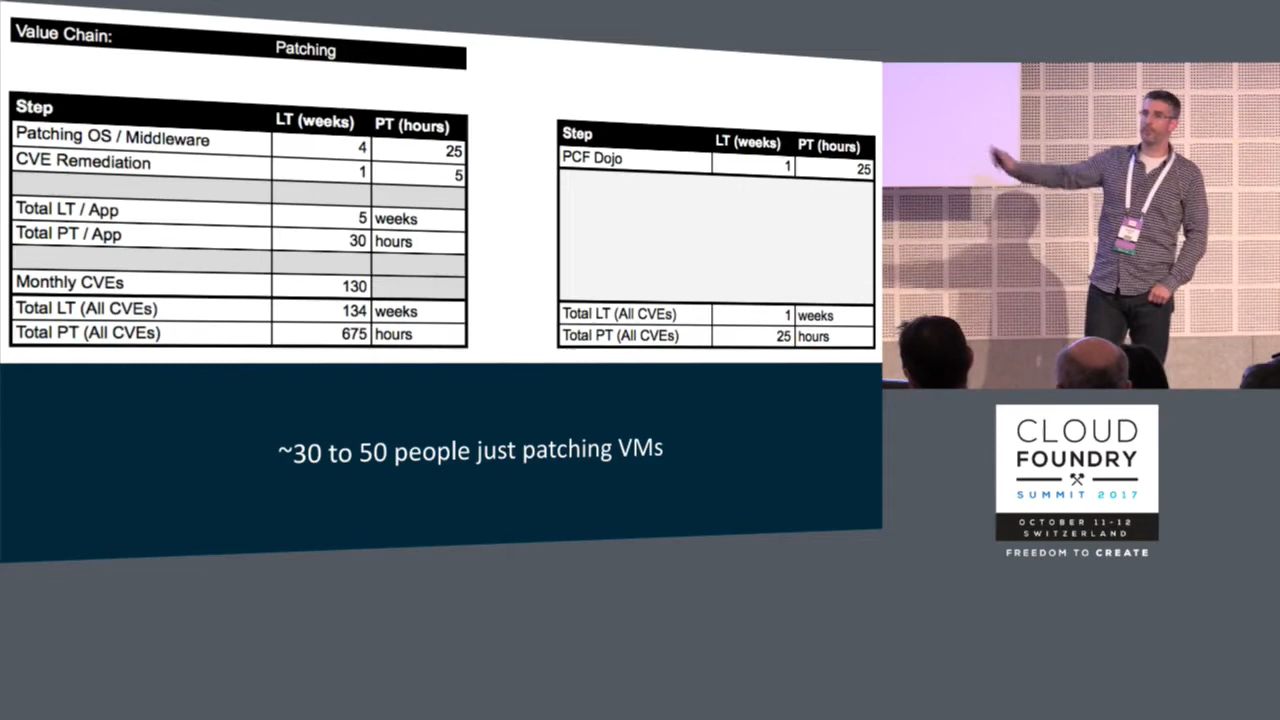 Value Chain: Patching
Step LT (weeks) PT (hours)
Patching OS / Middleware 4 25
CVE Remediation 1 5
Total LT / App 5 weeks
Total PT / App 30 hours
Monthly CVEs 130
Total LT (All CVEs) 134 weeks
Total PT (All CVEs) 675 hours
Step LT (weeks) PT (hours)
PCF Dojo 1 25
Total LT (All CVEs) 1 weeks
Total PT (All CVEs) 25 hours
~30 to 50 people just patching VMs
CLOUD
FOUNDRY
SUMMIT 2017
OCTOBER 11-12
SWITZERLAND
FREEDOM TO CREATE